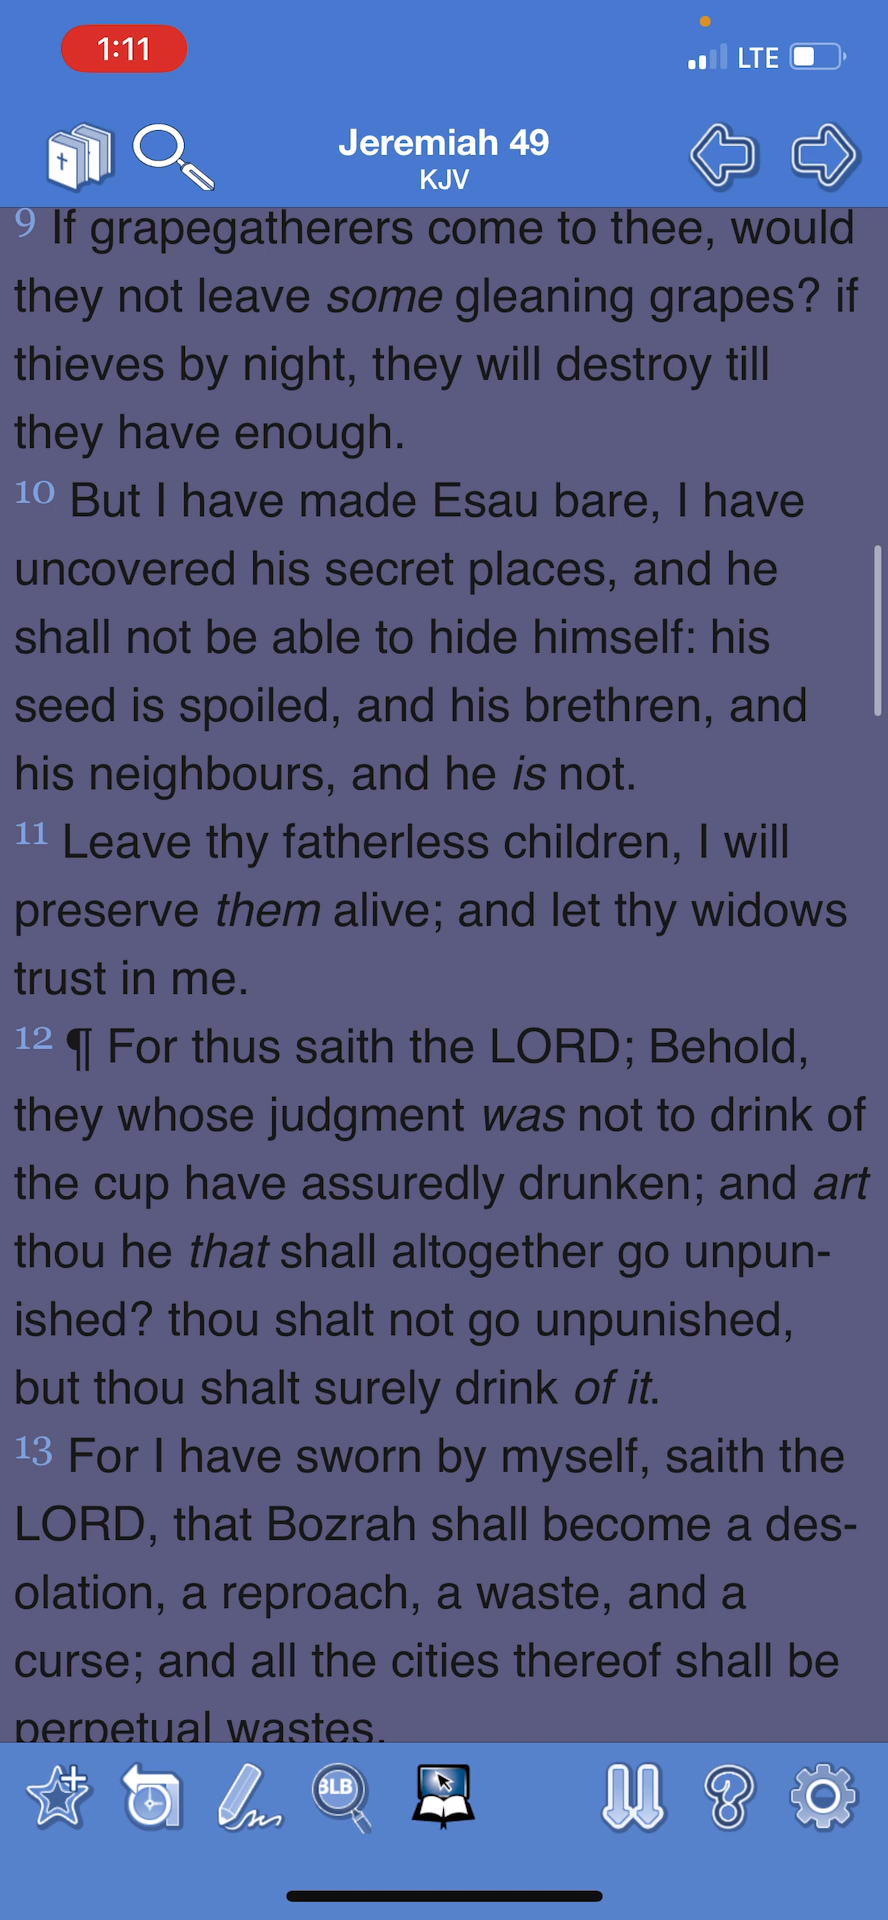 1:11
LTE
Jeremiah 49
KJV
9 If grapegatherers come to thee, would
they not leave some gleaning grapes? if
thieves by night, they will destroy till
they have enough.
10 But I have made Esau bare, I have
uncovered his secret places, and he
shall not be able to hide himself: his
seed is spoiled, and his brethren, and
his neighbours, and he is not.
11 Leave thy fatherless children, I will
preserve them alive; and let thy widows
trust in me.
12 ¶ For thus saith the LORD; Behold,
they whose judgment was not to drink of
the cup have assuredly drunken; and art
thou he that shall altogether go unpun-
ished? thou shalt not go unpunished,
but thou shalt surely drink of it.
13 For I have sworn by myself, saith the
LORD, that Bozrah shall become a des-
olation, a reproach, a waste, and a
curse; and all the cities thereof shall be
perpetual wastes.
BLB